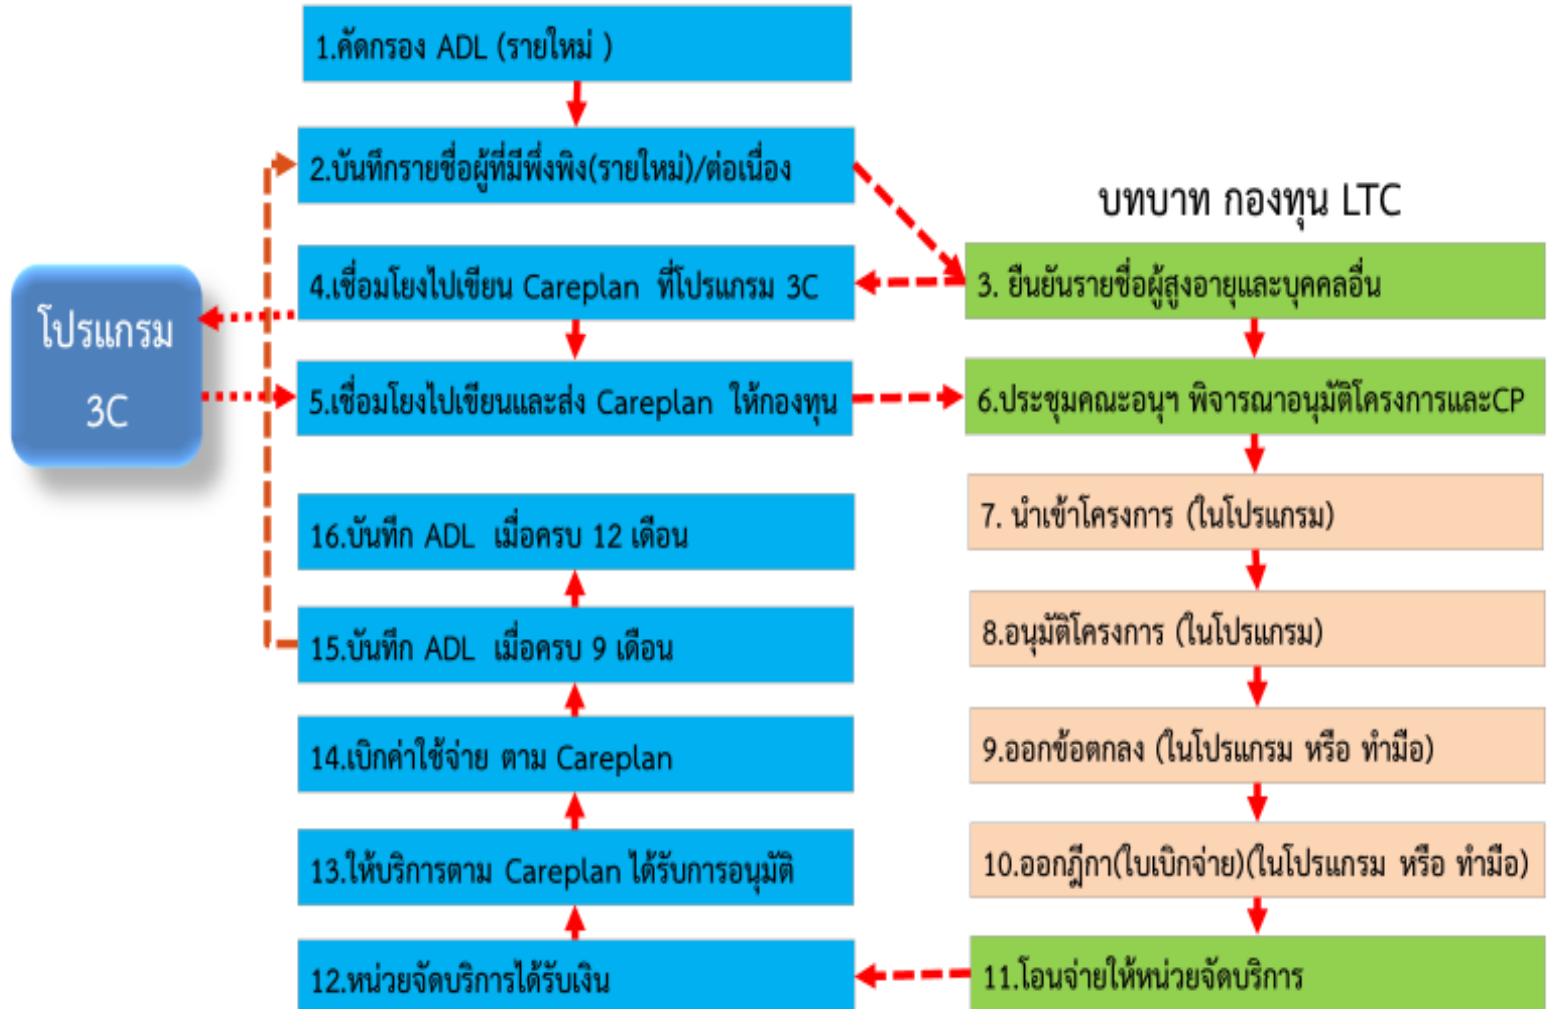 1.คัดกรอง ADL (รายใหม่ )
2.บันทึกรายชื่อผู้ที่มีพึ่งพิง(รายใหม่)/ต่อเนื่อง
บทบาท กองทุน LTC
3. ยืนยันรายชื่อผู้สูงอายุและบุคคลอื่น
4.เชื่อมโยงไปเขียน Careplan ที่โปรแกรม 3C
โปรแกรม
3C
5.เชื่อมโยงไปเขียนและส่ง Careplan ให้กองทุน
6.ประชุมคณะอนุฯ พิจารณาอนุมัติโครงการและCP
7. นำเข้าโครงการ (ในโปรแกรม)
8.อนุมัติโครงการ (ในโปรแกรม)
9.ออกข้อตกลง (ในโปรแกรม หรือ ทำมือ)
10.ออกฎีกา(ใบเบิกจ่าย)(ในโปรแกรม หรือ ทำมือ)
11.โอนจ่ายให้หน่วยจัดบริการ
12.หน่วยจัดบริการได้รับเงิน
13.ให้บริการตาม Careplan ได้รับการอนุมัติ
14.เบิกค่าใช้จ่าย ตาม Careplan
15.บันทึก ADL เมื่อครบ 9 เดือน
16.บันทึก ADL เมื่อครบ 12 เดือน